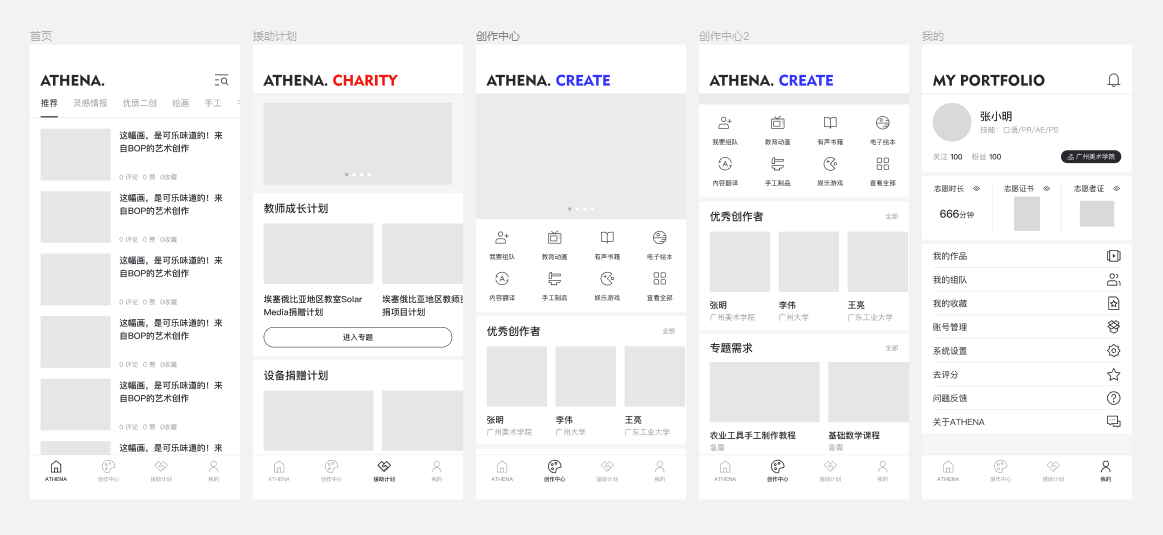 首页
ATHENA.
推荐 灵感情报 优质二创 绘画 手工
这幅画，是可乐味道的！来
自BOP的艺术创作
0 评论 0 赞 0收藏
这幅画，是可乐味道的！来
自BOP的艺术创作
0 评论 0 赞 0收藏
这幅画，是可乐味道的！来
自BOP的艺术创作
0 评论 0 赞 0收藏
这幅画，是可乐味道的！来
自BOP的艺术创作
0 评论 0 赞 0收藏
这幅画，是可乐味道的！来
自BOP的艺术创作
0 评论 0 赞 0收藏
这幅画，是可乐味道的！来
ATHENA 创作中心 援助计划 我的
援助计划
ATHENA. CHARITY
教师成长计划
埃塞俄比亚地区教室Solar
Media捐赠计划
埃塞俄比亚地区教师
捐项目计划
进入专题
设备捐赠计划
ATHENA 创作中心 援助计划 我的
创作中心
ATHENA. CREATE
我要组队 教育动画 有声书籍 电子绘本
内容翻译 手工制品 娱乐游戏 查看全部
优秀创作者 全部
张明 李伟 王亮
广州美术学院 广州大学 广东工业大学
ATHENA 创作中心 援助计划 我的
创作中心2
ATHENA. CREATE
我要组队 教育动画 有声书籍 电子绘本
内容翻译 手工制品 娱乐游戏 查看全部
优秀创作者 全部
张明 李伟 王亮
广州美术学院 广州大学 广东工业大学
专题需求 全部
农业工具手工制作教程 基础数学课程
急需 急需
ATHENA 创作中心 援助计划 我的
我的
MY PORTFOLIO
张小明
技能：口语/PR/AE/PS
关注 100 粉丝 100 广州美术学院
志愿时长 志愿证书 志愿者证
666分钟
我的作品
我的组队
我的收藏
账号管理
系统设置
去评分
问题反馈
关于ATHENA
ATHENA 创作中心 援助计划 我的